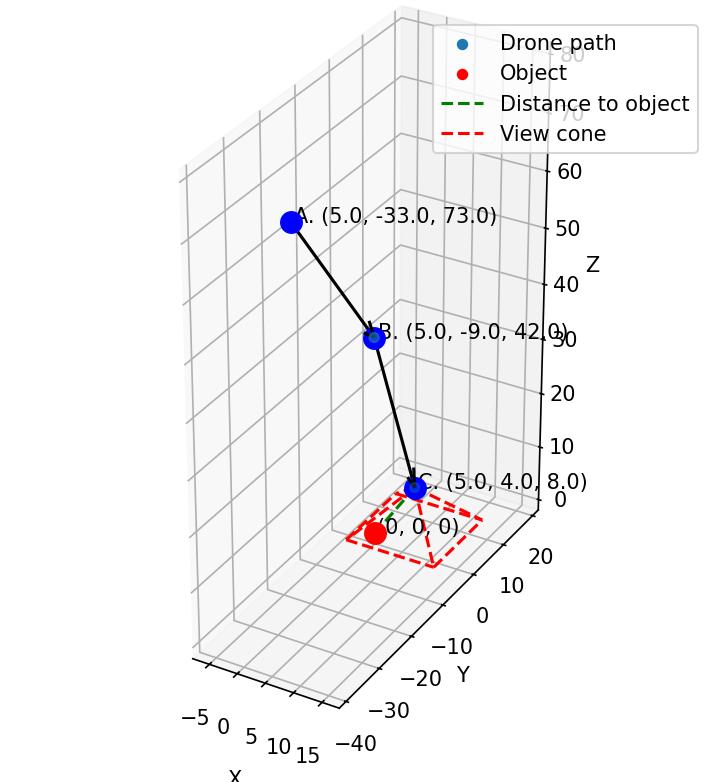 Drone path
Object
Distance to object
View cone
80
70
60
50
40
30
20
10
0
Z
A. (5.0, -33.0, 73.0)
B. (5.0, -9.0, 42.0)
C. (5.0, 4.0, 8.0)
(0, 0, 0)
20
10
0
−10
−20
−30
−40
Y
−5
0
5
10
15
X